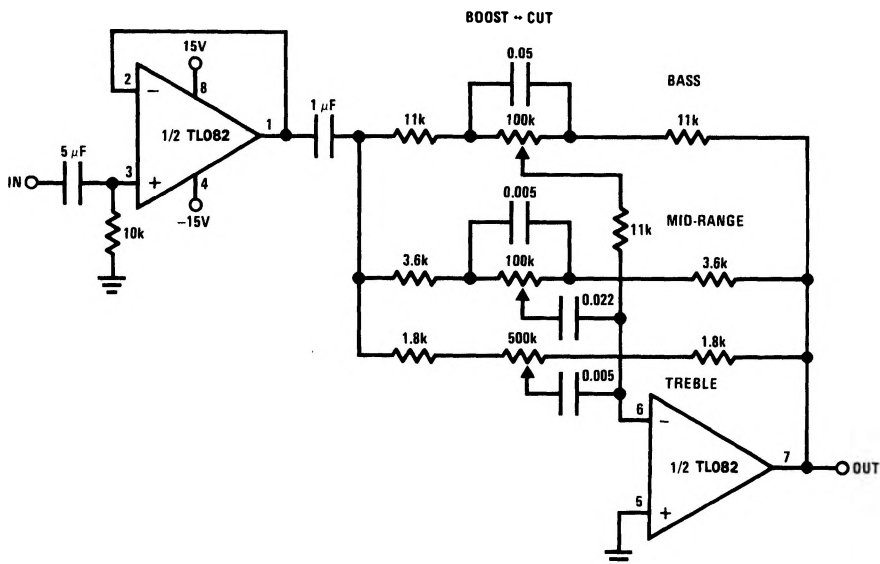 BOOST ↔ CUT
0.05
BASS
15V
2
8
−
1/2 TL082
1
1 μF
11k
100k
11k
5 μF
IN
3
+
4
−15V
10k
0.005
11k
MID-RANGE
3.6k
100k
3.6k
0.022
1.8k
500k
1.8k
0.005
TREBLE
6
−
1/2 TL082
7
OUT
5
+